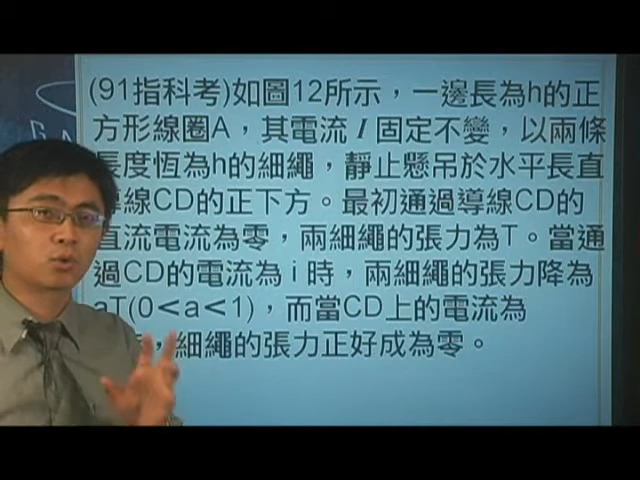 (91指科考)如圖12所示，一邊長為h的正
方形線圈A，其電流 I 固定不變，以兩條
長度恆為h的細繩，靜止懸吊於水平長直
導線CD的正下方。最初通過導線CD的
直流電流為零，兩細繩的張力為T。當通
過CD的電流為 i 時，兩細繩的張力降為
aT(0＜a＜1)，而當CD上的電流為
，細繩的張力正好成為零。
GA